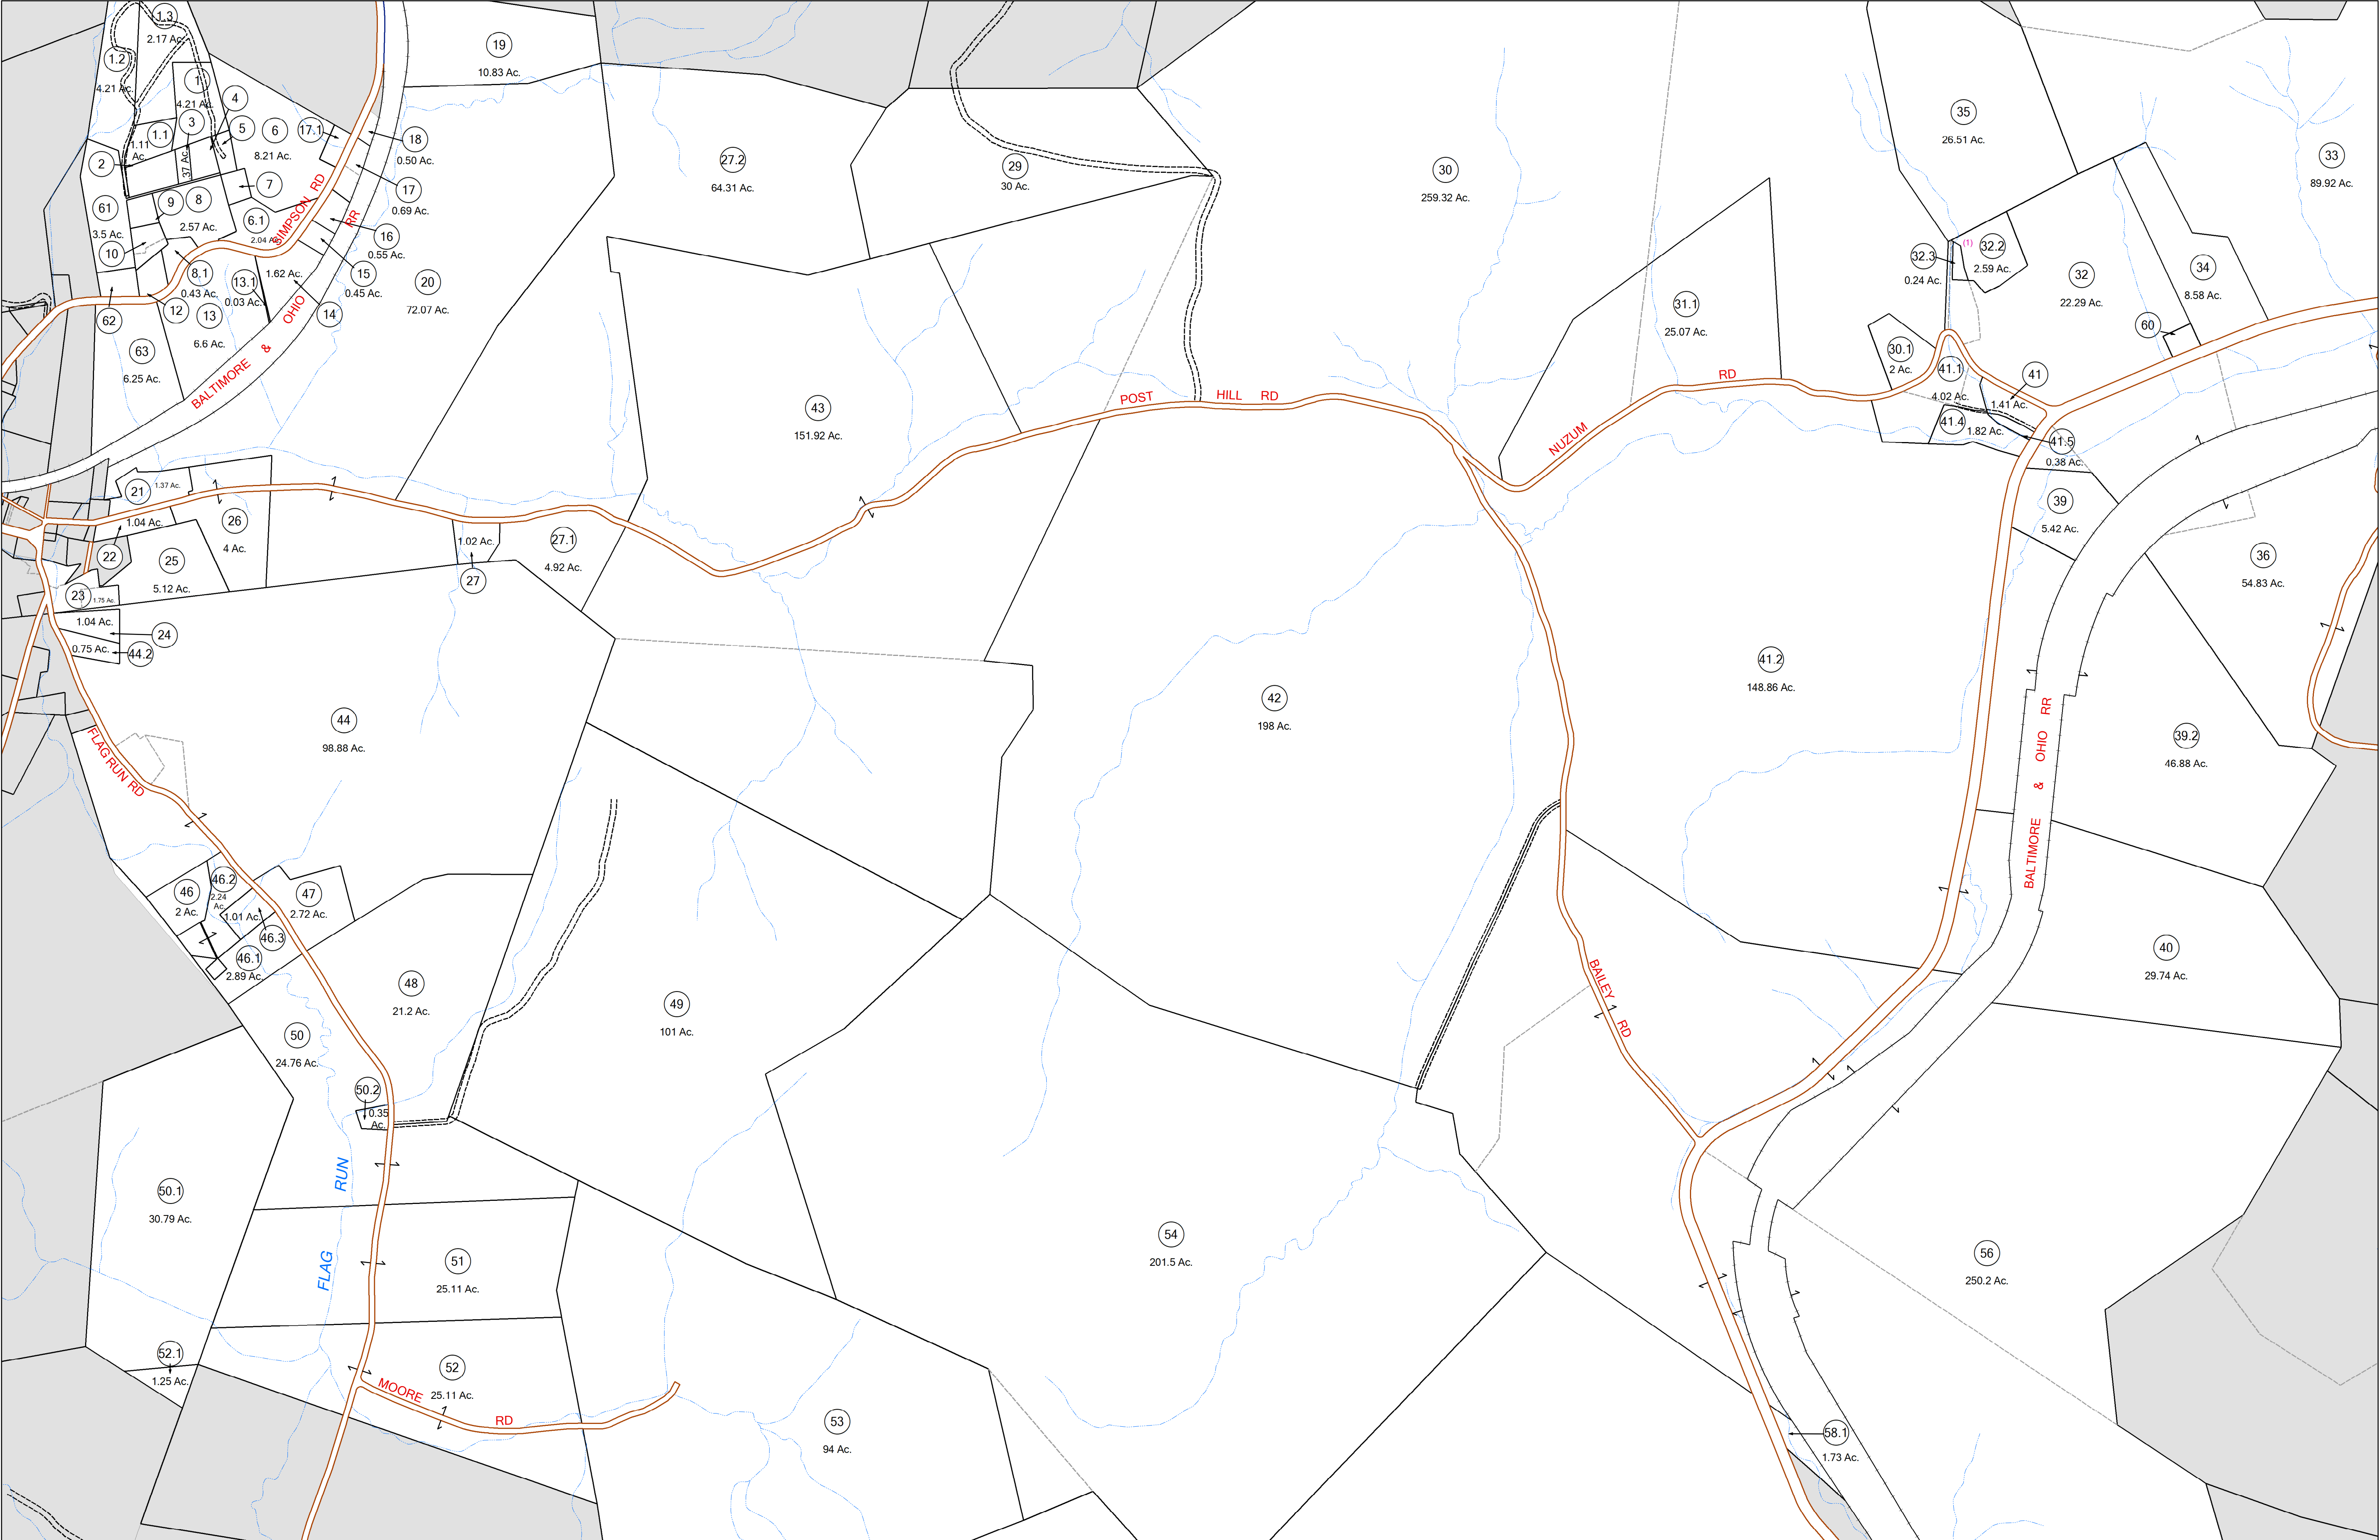 1.3
2.17 Ac.
1.2
4.21 Ac.
1
4.21 Ac.
4
3
5
1.1
1.11
Ac.
.37 Ac.
2
6
8.21 Ac.
17.1
18
0.50 Ac.
17
0.69 Ac.
7
9
8
2.57 Ac.
61
3.5 Ac.
10
6.1
2.04 Ac.
SIMPSON RD
RR
16
0.55 Ac.
15
0.45 Ac.
8.1
0.43 Ac.
13.1
0.03 Ac.
1.62 Ac.
14
12
13
6.6 Ac.
62
63
6.25 Ac.
BALTIMORE & OHIO
19
10.83 Ac.
20
72.07 Ac.
27.2
64.31 Ac.
29
30 Ac.
30
259.32 Ac.
35
26.51 Ac.
33
89.92 Ac.
31.1
25.07 Ac.
32.3
0.24 Ac.
(1)
32.2
2.59 Ac.
32
22.29 Ac.
34
8.58 Ac.
60
30.1
2 Ac.
41.1
4.02 Ac.
41
1.41 Ac.
41.4
1.82 Ac.
41.5
0.38 Ac.
39
5.42 Ac.
36
54.83 Ac.
43
151.92 Ac.
POST HILL RD
NUZUM RD
21
1.37 Ac.
1.04 Ac.
22
26
4 Ac.
25
5.12 Ac.
23
1.75 Ac.
1.04 Ac.
24
0.75 Ac.
44.2
1.02 Ac.
27
27.1
4.92 Ac.
44
98.88 Ac.
FLAG RUN RD
42
198 Ac.
41.2
148.86 Ac.
39.2
46.88 Ac.
BALTIMORE & OHIO RR
46
2 Ac.
46.2
2.24
Ac.
1.01 Ac.
46.3
47
2.72 Ac.
46.1
2.89 Ac.
48
21.2 Ac.
49
101 Ac.
50
24.76 Ac.
50.2
0.35
Ac.
BAILEY RD
40
29.74 Ac.
50.1
30.79 Ac.
FLAG RUN
51
25.11 Ac.
54
201.5 Ac.
56
250.2 Ac.
52.1
1.25 Ac.
52
25.11 Ac.
MOORE RD
53
94 Ac.
58.1
1.73 Ac.